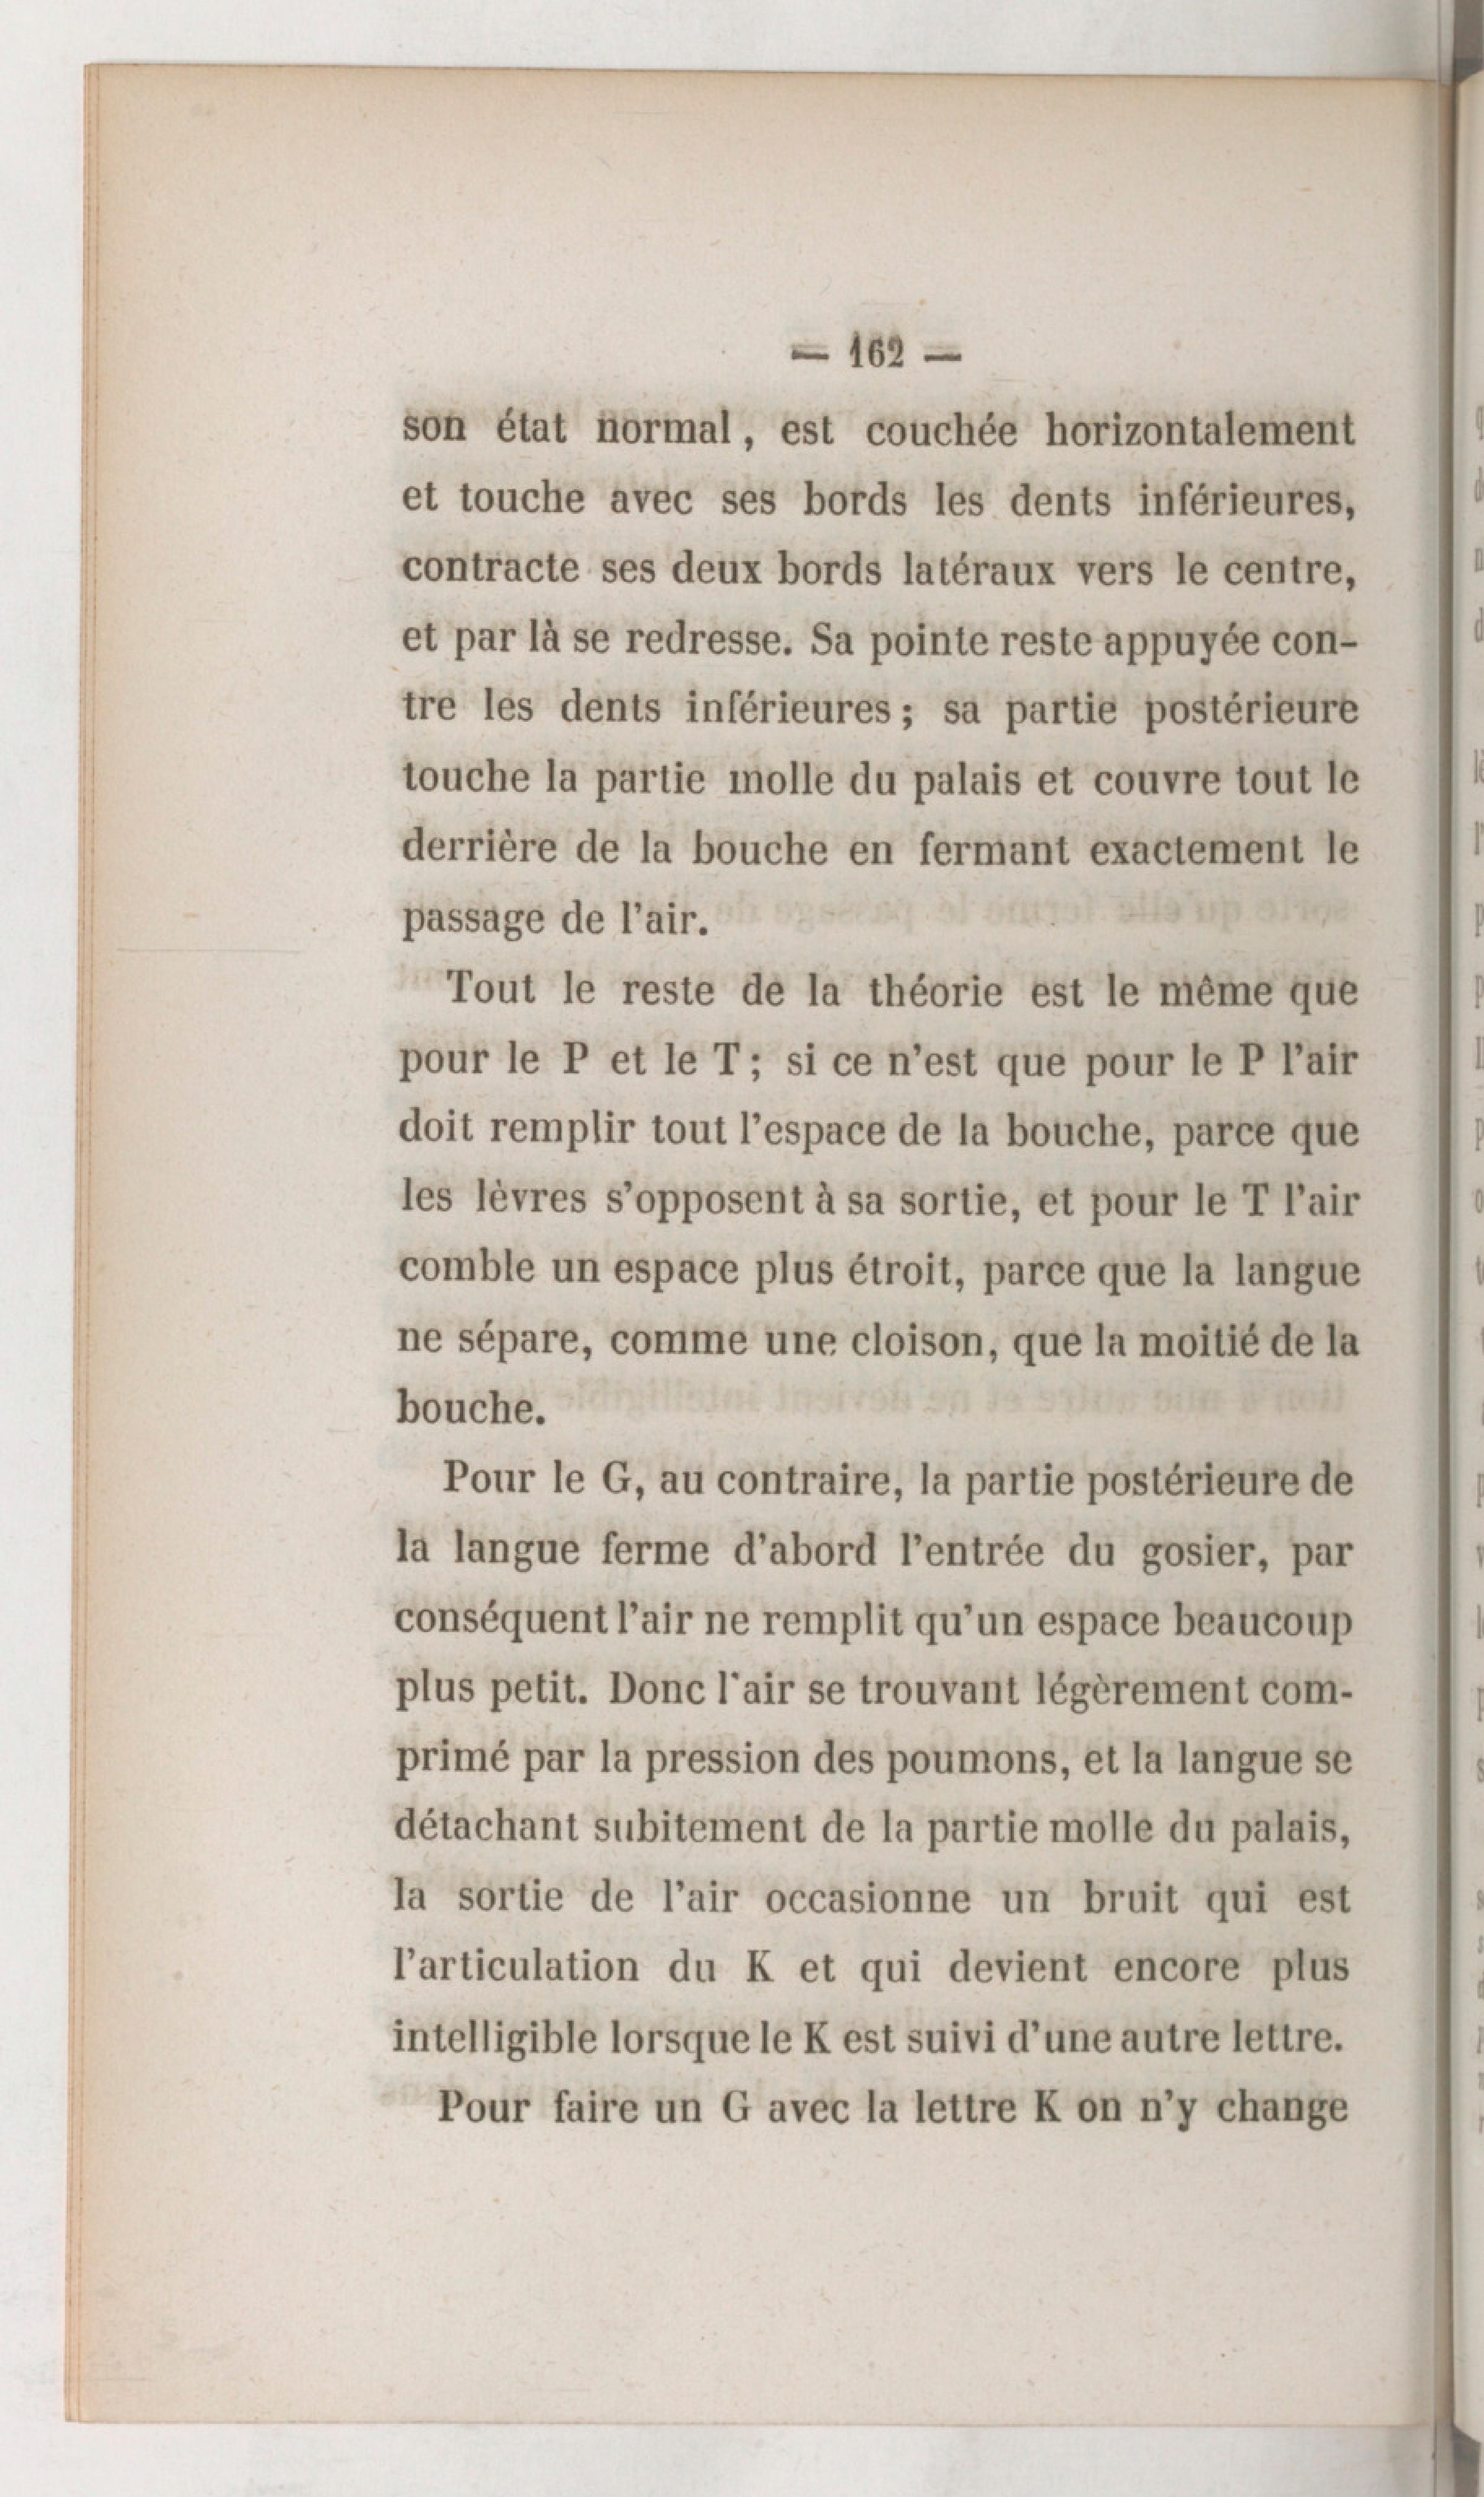 — 162 —
son état normal, est couchée horizontalement
et touche avec ses bords les dents inférieures,
contracte ses deux bords latéraux vers le centre,
et par là se redresse. Sa pointe reste appuyée con-
tre les dents inférieures; sa partie postérieure
touche la partie molle du palais et couvre tout le
derrière de la bouche en fermant exactement le
passage de l'air.
Tout le reste de la théorie est le même que
pour le P et le T; si ce n'est que pour le P l'air
doit remplir tout l'espace de la bouche, parce que
les lèvres s'opposent à sa sortie, et pour le T l'air
comble un espace plus étroit, parce que la langue
ne sépare, comme une cloison, que la moitié de la
bouche.
Pour le G, au contraire, la partie postérieure de
la langue ferme d'abord l'entrée du gosier, par
conséquent l'air ne remplit qu'un espace beaucoup
plus petit. Donc l'air se trouvant légèrement com-
primé par la pression des poumons, et la langue se
détachant subitement de la partie molle du palais,
la sortie de l'air occasionne un bruit qui est
l'articulation du K et qui devient encore plus
intelligible lorsque le K est suivi d'une autre lettre.
Pour faire un G avec la lettre K on n'y change